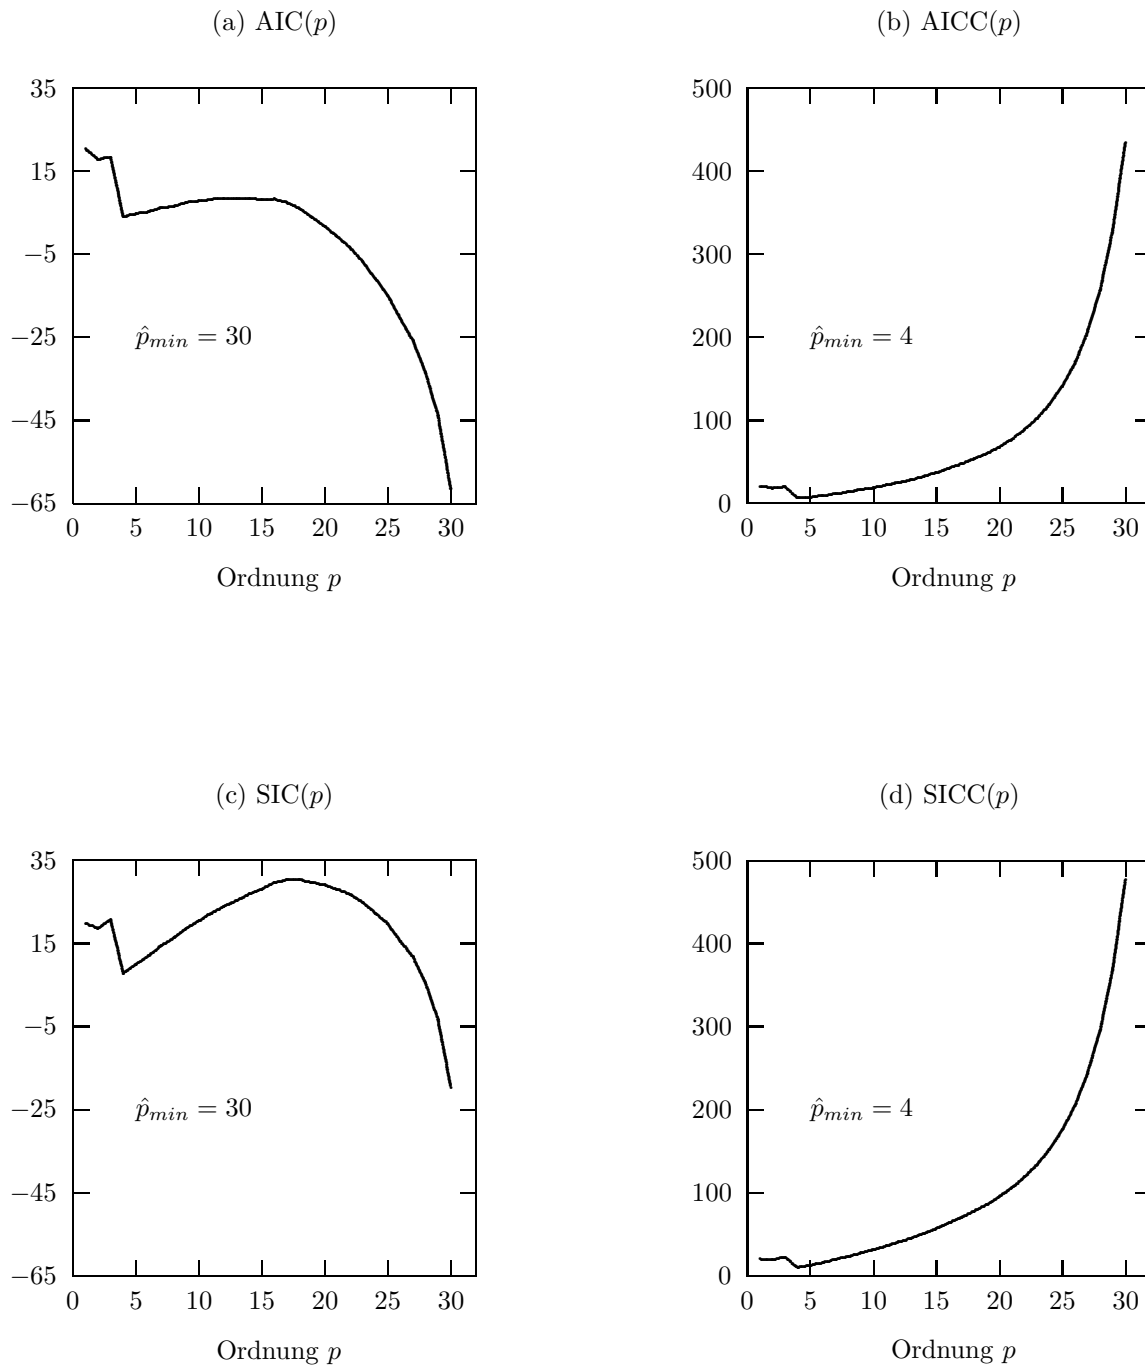 (a) AIC(p)
35
15
−5
−25
−45
−65
p̂min = 30
0 5 10 15 20 25 30
Ordnung p
(b) AICC(p)
500
400
300
200
100
0
p̂min = 4
0 5 10 15 20 25 30
Ordnung p
(c) SIC(p)
35
15
−5
−25
−45
−65
p̂min = 30
0 5 10 15 20 25 30
Ordnung p
(d) SICC(p)
500
400
300
200
100
0
p̂min = 4
0 5 10 15 20 25 30
Ordnung p